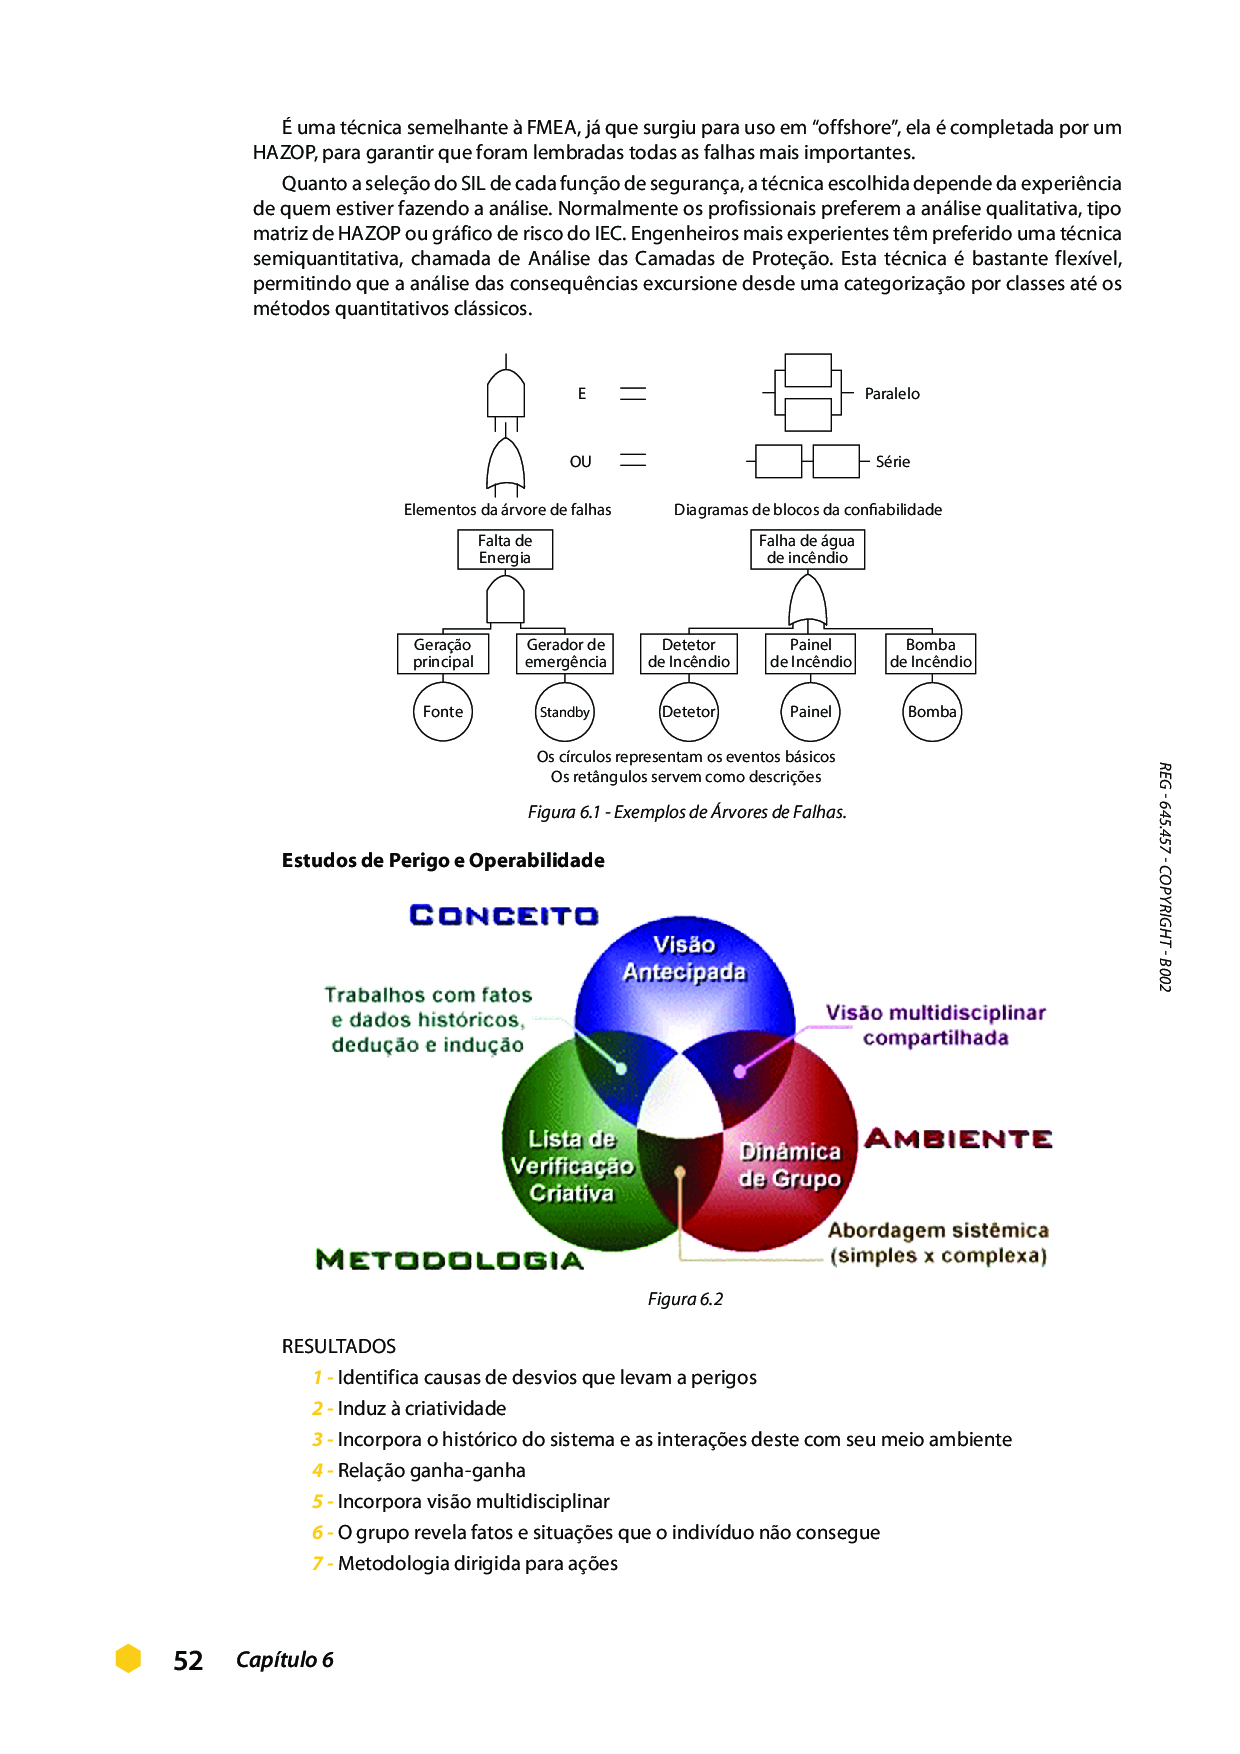 É uma técnica semelhante à FMEA, já que surgiu para uso em “offshore”, ela é completada por um
HAZOP, para garantir que foram lembradas todas as falhas mais importantes.
Quanto a seleção do SIL de cada função de segurança, a técnica escolhida depende da experiência
de quem estiver fazendo a análise. Normalmente os profissionais preferem a análise qualitativa, tipo
matriz de HAZOP ou gráfico de risco do IEC. Engenheiros mais experientes têm preferido uma técnica
semiquantitativa, chamada de Análise das Camadas de Proteção. Esta técnica é bastante flexível,
permitindo que a análise das consequências excursione desde uma categorização por classes até os
métodos quantitativos clássicos.
E
Paralelo
OU
Série
Elementos da árvore de falhas
Diagramas de blocos da confiabilidade
Falta de
Energia
Falha de água
de incêndio
Geração
principal
Gerador de
emergência
Detetor
de Incêndio
Painel
de Incêndio
Bomba
de Incêndio
Fonte
Standby
Detetor
Painel
Bomba
Os círculos representam os eventos básicos
Os retângulos servem como descrições
Figura 6.1 - Exemplos de Árvores de Falhas.
Estudos de Perigo e Operabilidade
CONCEITO
Visão
Antecipada
Trabalhos com fatos
e dados históricos,
dedução e indução
Visão multidisciplinar
compartilhada
AMBIENTE
Lista de
Verificação
Criativa
Dinâmica
de Grupo
Abordagem sistêmica
(simples x complexa)
METODOLOGIA
Figura 6.2
RESULTADOS
1 - Identifica causas de desvios que levam a perigos
2 - Induz à criatividade
3 - Incorpora o histórico do sistema e as interações deste com seu meio ambiente
4 - Relação ganha-ganha
5 - Incorpora visão multidisciplinar
6 - O grupo revela fatos e situações que o indivíduo não consegue
7 - Metodologia dirigida para ações
52 Capítulo 6
REG - 645.457 - COPYRIGHT - B002